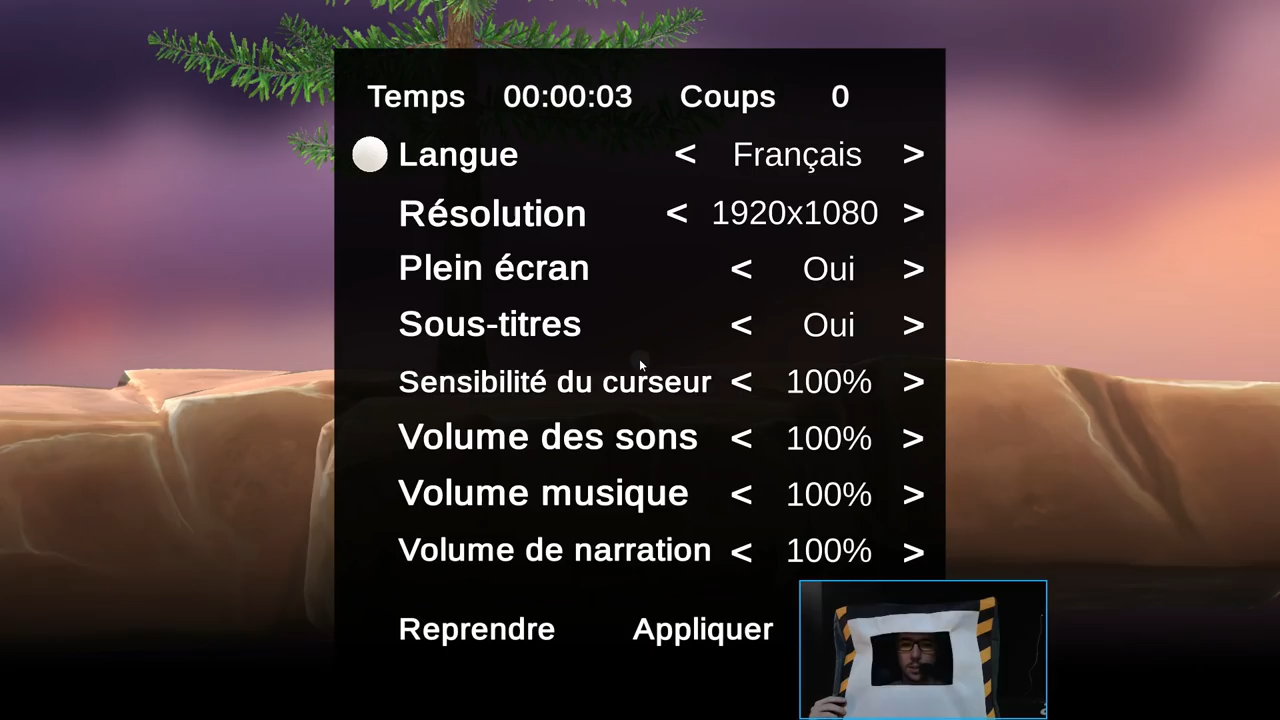 Temps 00:00:03 Coups 0
Langue < Français >
Résolution < 1920x1080 >
Plein écran < Oui >
Sous-titres < Oui >
Sensibilité du curseur < 100% >
Volume des sons < 100% >
Volume musique < 100% >
Volume de narration < 100% >
Reprendre Appliquer